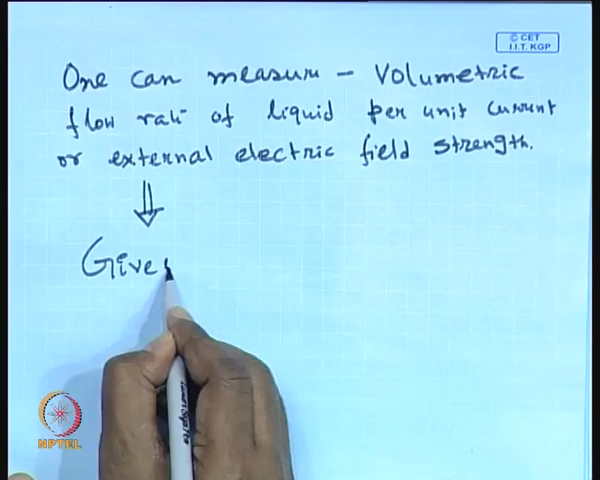 © CET
I.I.T. KGP
One can measure - Volumetric
flow rate of liquid per unit current
or external electric field strength.
Give
NPTEL